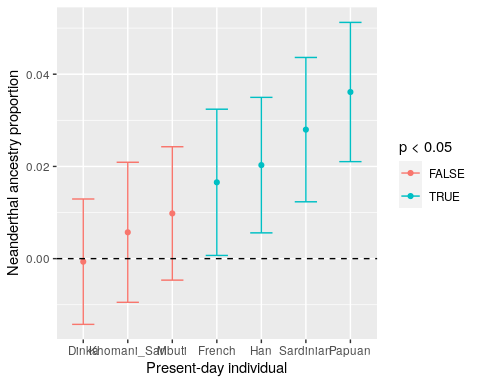 0.04
0.02
0.00
Neanderthal ancestry proportion
Dinka Khomani_San Mbuti French Han Sardinian Papuan
Present-day individual
p < 0.05
FALSE
TRUE